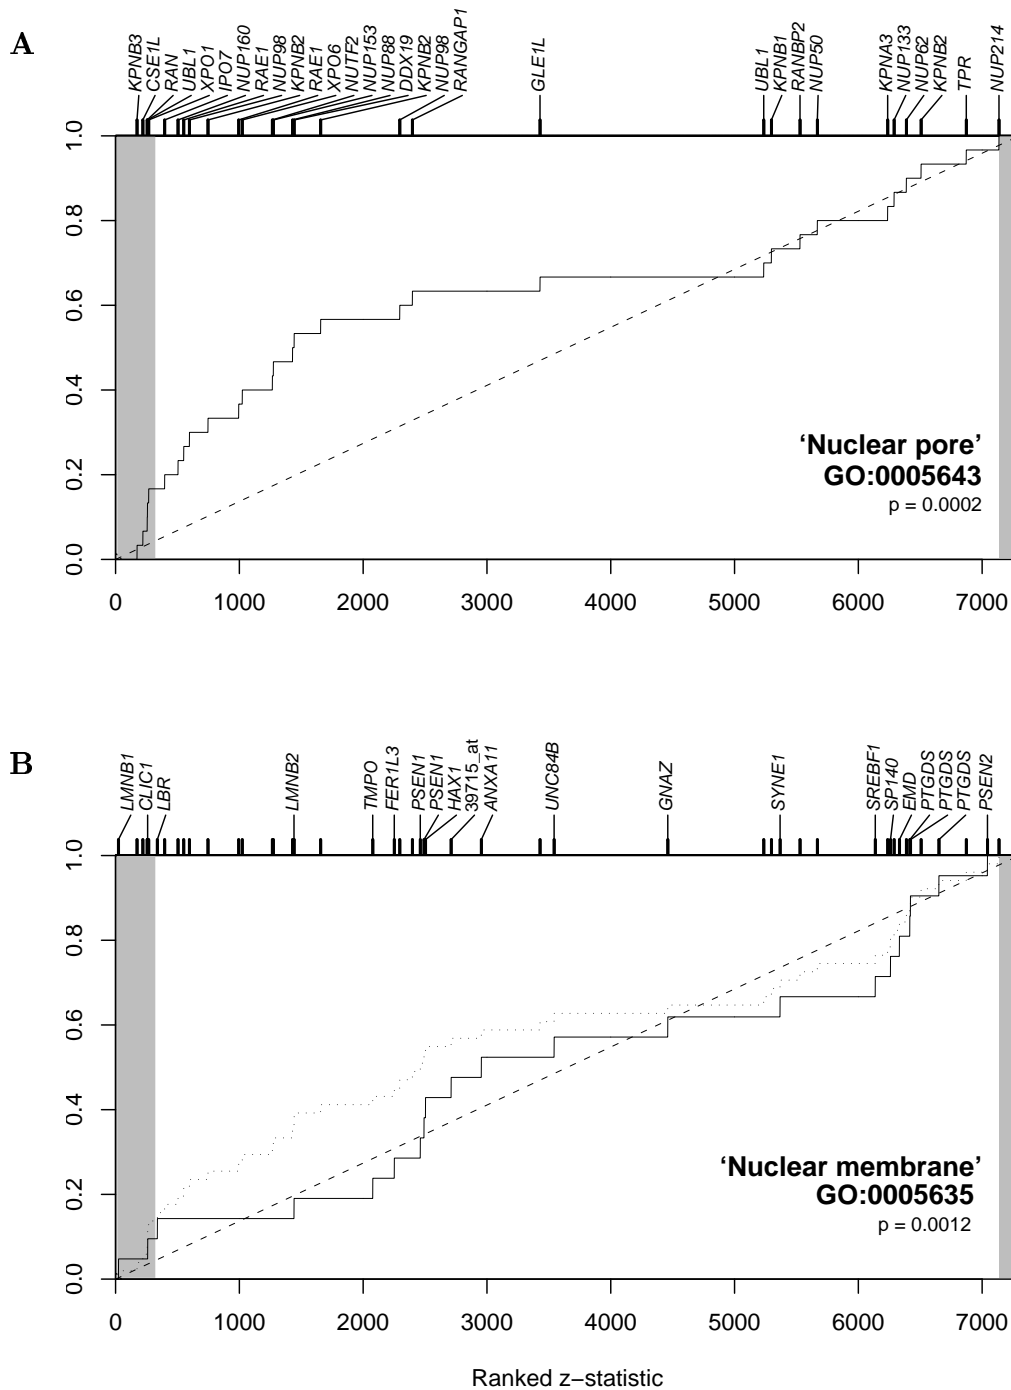 A
KPNB3 CSE1L RAN UBL1 XPO1 IPO7 NUP160 RAE1 NUP98 KPNB2 RAE1 XPO6 NUTF2 NUP153 NUP88 DDX19 KPNB2 NUP98 RANGAP1 GLE1L UBL1 KPNB1 RANBP2 NUP50 KPNA3 NUP133 NUP62 KPNB2 TPR NUP214
1.0
0.8
0.6
0.4
0.2
0.0
‘Nuclear pore’
GO:0005643
p = 0.0002
0 1000 2000 3000 4000 5000 6000 7000
B
LMNB1 CLIC1 LBR LMNB2 TMPO FER1L3 PSEN1 PSEN1 HAX1 39715_at ANXA11 UNC84B GNAZ SYNE1 SREBF1 SP140 EMD PTGDS PTGDS PTGDS PSEN2
1.0
0.8
0.6
0.4
0.2
0.0
‘Nuclear membrane’
GO:0005635
p = 0.0012
0 1000 2000 3000 4000 5000 6000 7000
Ranked z−statistic